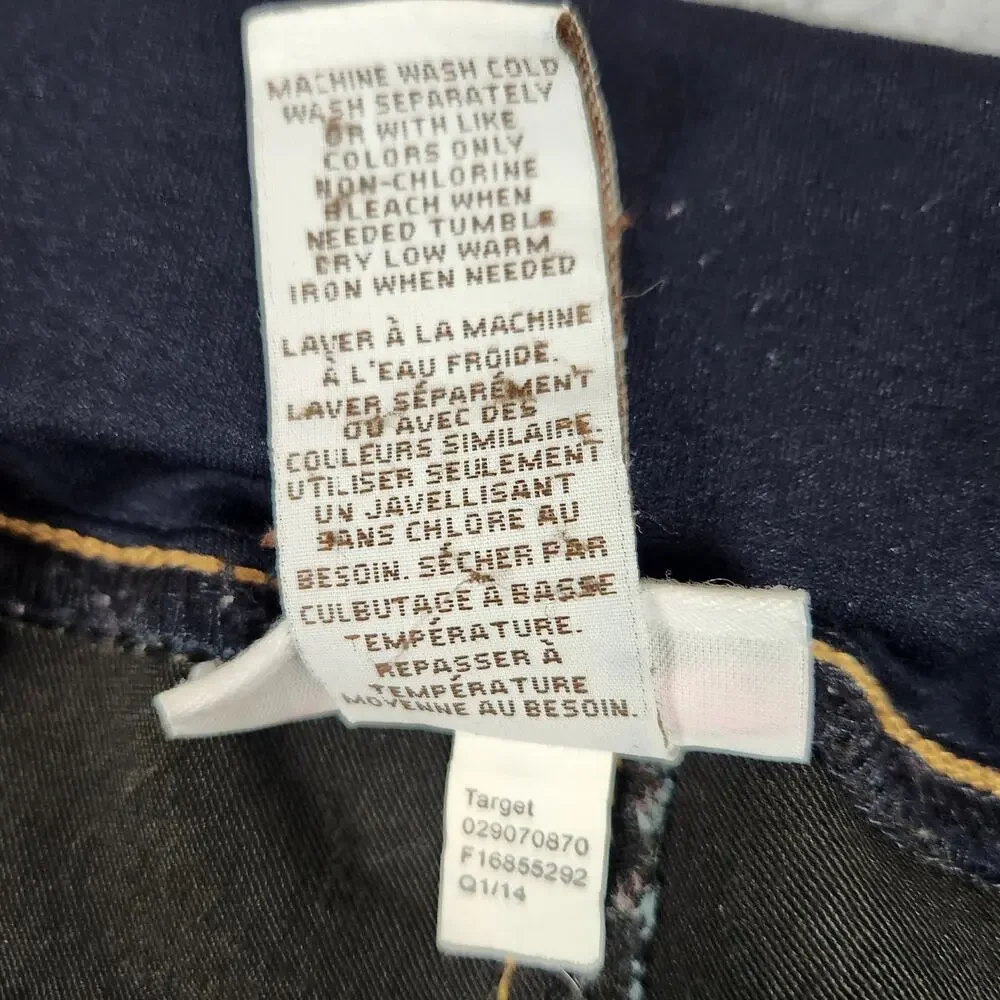 MACHINE WASH COLD
WASH SEPARATELY
OR WITH LIKE
COLORS ONLY
NON-CHLORINE
BLEACH WHEN
NEEDED TUMBLE
DRY LOW WARM
IRON WHEN NEEDED
LAVER À LA MACHINE
À L'EAU FROIDE.
LAVER SÉPARÉMENT
OU AVEC DES
COULEURS SIMILAIRE
UTILISER SEULEMENT
UN JAVELLISANT
SANS CHLORE AU
BESOIN. SÉCHER PAR
CULBUTAGE À BASSE
TEMPÉRATURE.
REPASSER À
TEMPÉRATURE
MOYENNE AU BESOIN.
Target
029070870
F16855292
Q1/14